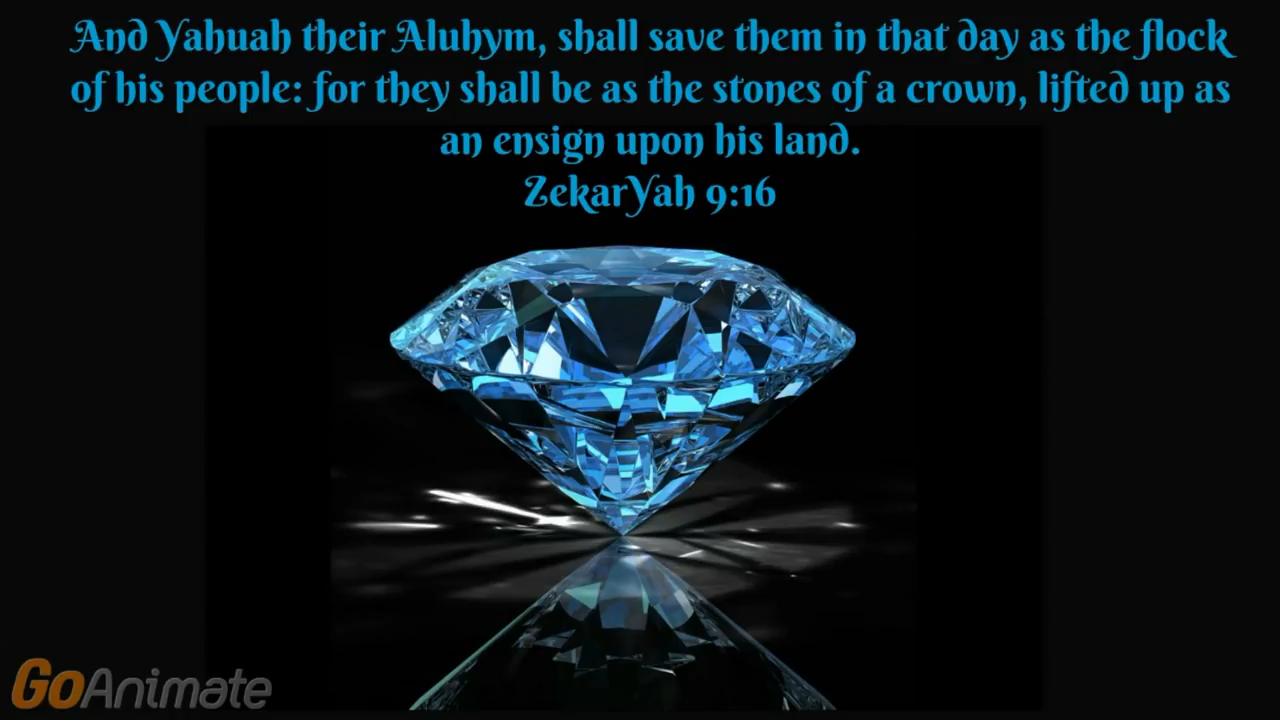 And Yahuah their Aluhym, shall save them in that day as the flock
of his people: for they shall be as the stones of a crown, lifted up as
an ensign upon his land.
ZekarYah 9:16
GoAnimate